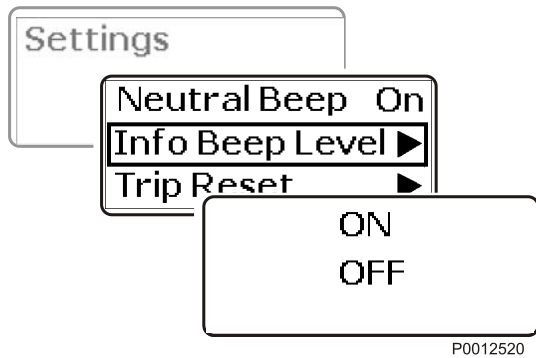 Settings
Neutral Beep On
Info Beep Level ▶
Trip Reset ▶
ON
OFF
P0012520